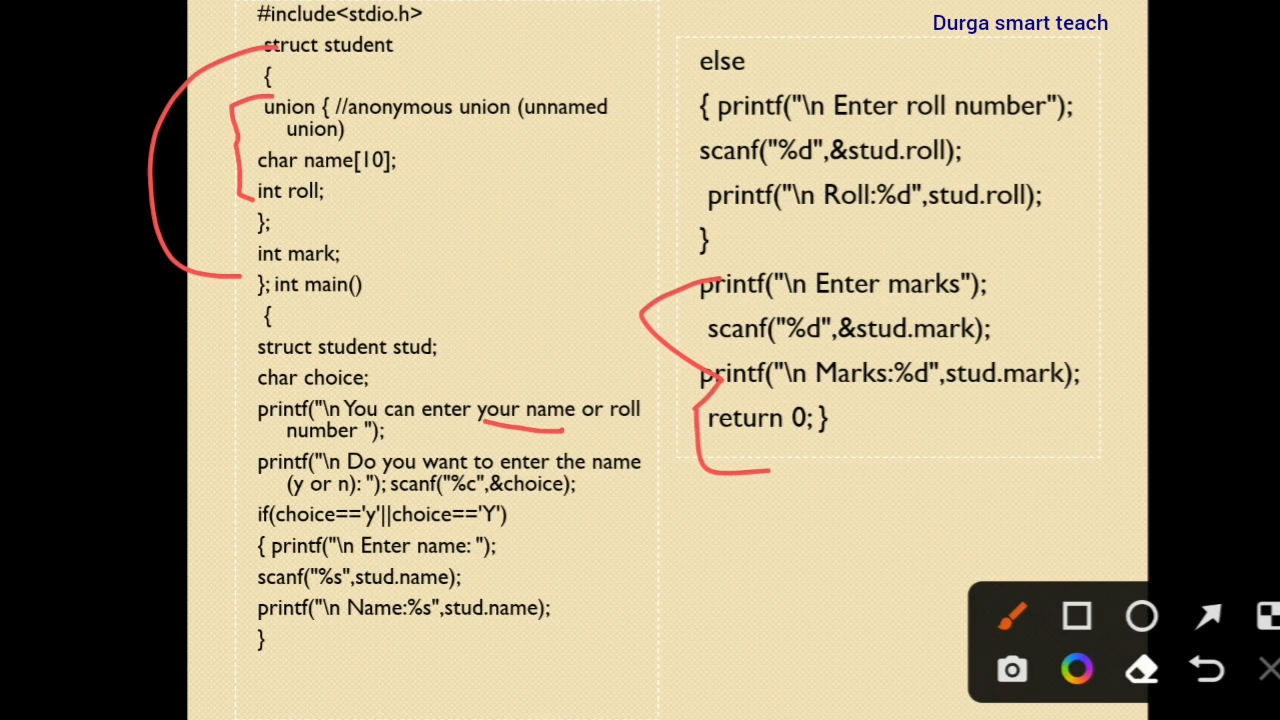 Durga smart teach
#include<stdio.h>
struct student
{
union { //anonymous union (unnamed
union)
char name[10];
int roll;
};
int mark;
}; int main()
{
struct student stud;
char choice;
printf("\n You can enter your name or roll
number ");
printf("\n Do you want to enter the name
(y or n): "); scanf("%c",&choice);
if(choice=='y'||choice=='Y')
{ printf("\n Enter name: ");
scanf("%s",stud.name);
printf("\n Name:%s",stud.name);
}
else
{ printf("\n Enter roll number");
scanf("%d",&stud.roll);
printf("\n Roll:%d",stud.roll);
}
printf("\n Enter marks");
scanf("%d",&stud.mark);
printf("\n Marks:%d",stud.mark);
return 0; }